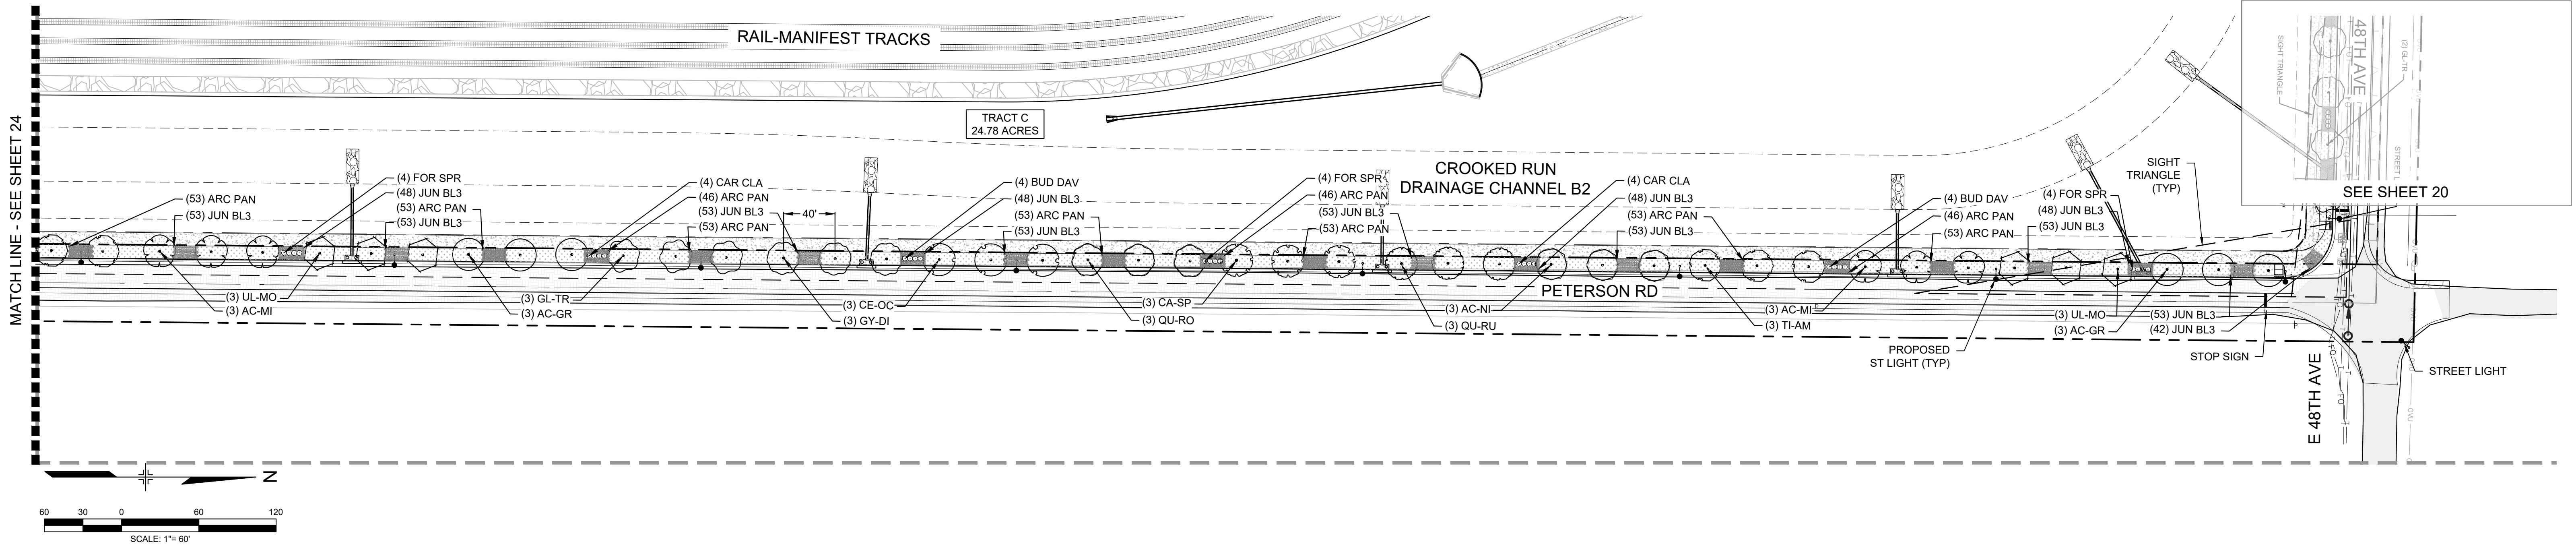 RAIL-MANIFEST TRACKS
48TH AVE
(2) GL-TR
SIGHT TRIANGLE
STREET L
TRACT C
24.78 ACRES
MATCH LINE - SEE SHEET 24
CROOKED RUN
DRAINAGE CHANNEL B2
SIGHT
TRIANGLE
(TYP)
SEE SHEET 20
(53) ARC PAN
(53) JUN BL3
(4) FOR SPR
(48) JUN BL3
(53) ARC PAN
(53) JUN BL3
(4) CAR CLA
(46) ARC PAN
(53) JUN BL3
(53) ARC PAN
40'
(4) BUD DAV
(48) JUN BL3
(53) ARC PAN
(53) JUN BL3
(4) FOR SPR
(46) ARC PAN
(53) JUN BL3
(53) ARC PAN
(4) CAR CLA
(48) JUN BL3
(53) ARC PAN
(53) JUN BL3
(4) BUD DAV
(46) ARC PAN
(53) ARC PAN
(4) FOR SPR
(48) JUN BL3
(53) JUN BL3
PETERSON RD
(3) UL-MO
(3) AC-MI
(3) GL-TR
(3) AC-GR
(3) CE-OC
(3) GY-DI
(3) CA-SP
(3) QU-RO
(3) AC-NI
(3) QU-RU
(3) AC-MI
(3) TI-AM
(3) UL-MO
(3) AC-GR
(53) JUN BL3
(42) JUN BL3
PROPOSED
ST LIGHT (TYP)
STOP SIGN
E 48TH AVE
STREET LIGHT
N
60 30 0 60 120
SCALE: 1"= 60'